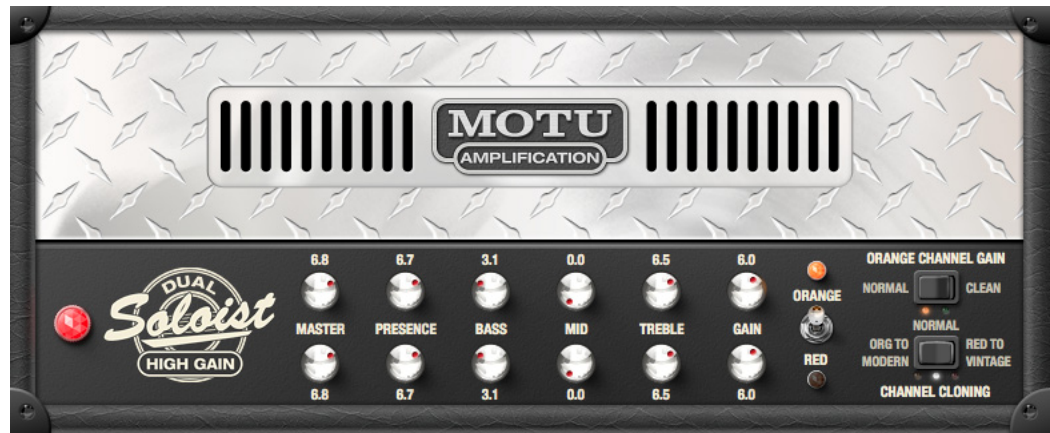 MOTU
AMPLIFICATION
DUAL
Soloist
HIGH GAIN
6.8 6.7 3.1 0.0 6.5 6.0
MASTER PRESENCE BASS MID TREBLE GAIN
6.8 6.7 3.1 0.0 6.5 6.0
ORANGE
RED
ORANGE CHANNEL GAIN
NORMAL CLEAN
NORMAL
ORG TO RED TO
MODERN VINTAGE
CHANNEL CLONING